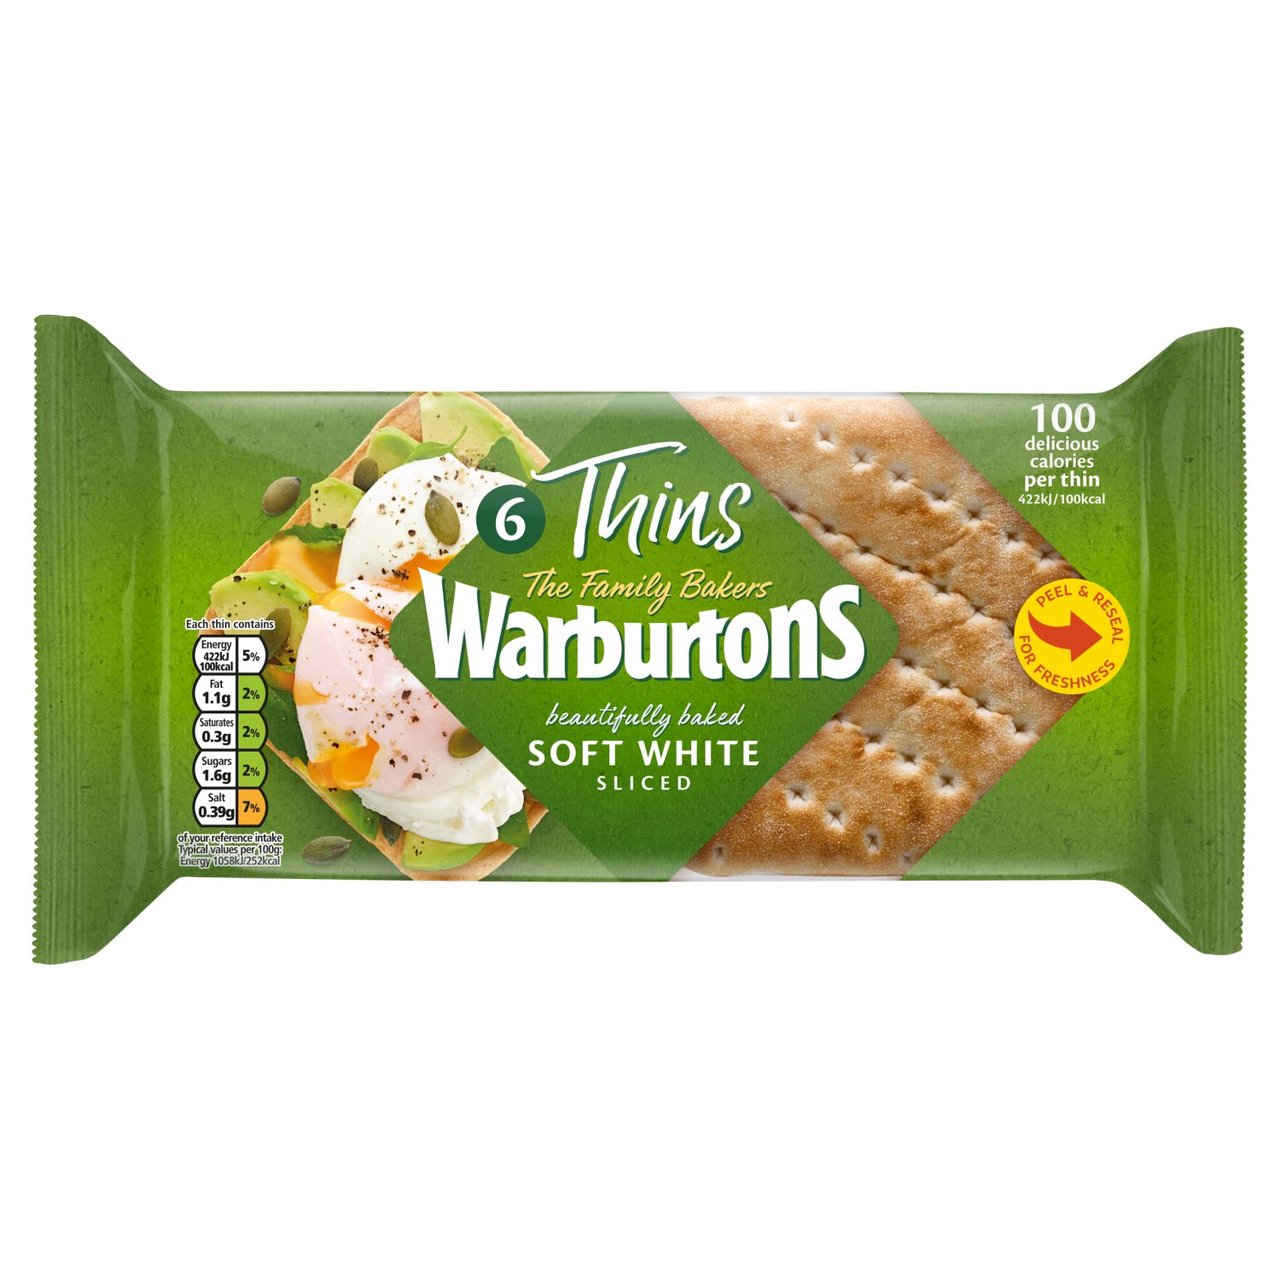 6
Thins
The Family Bakers
Warburtons
beautifully baked
SOFT WHITE
SLICED
100
delicious
calories
per thin
422kJ/100kcal
PEEL & RESEAL
FOR FRESHNESS
Each thin contains
Energy
422kJ
100kcal
5%
Fat
1.1g
2%
Saturates
0.3g
2%
Sugars
1.6g
2%
Salt
0.39g
7%
of your reference intake
Typical values per 100g:
Energy 1058kJ/252kcal